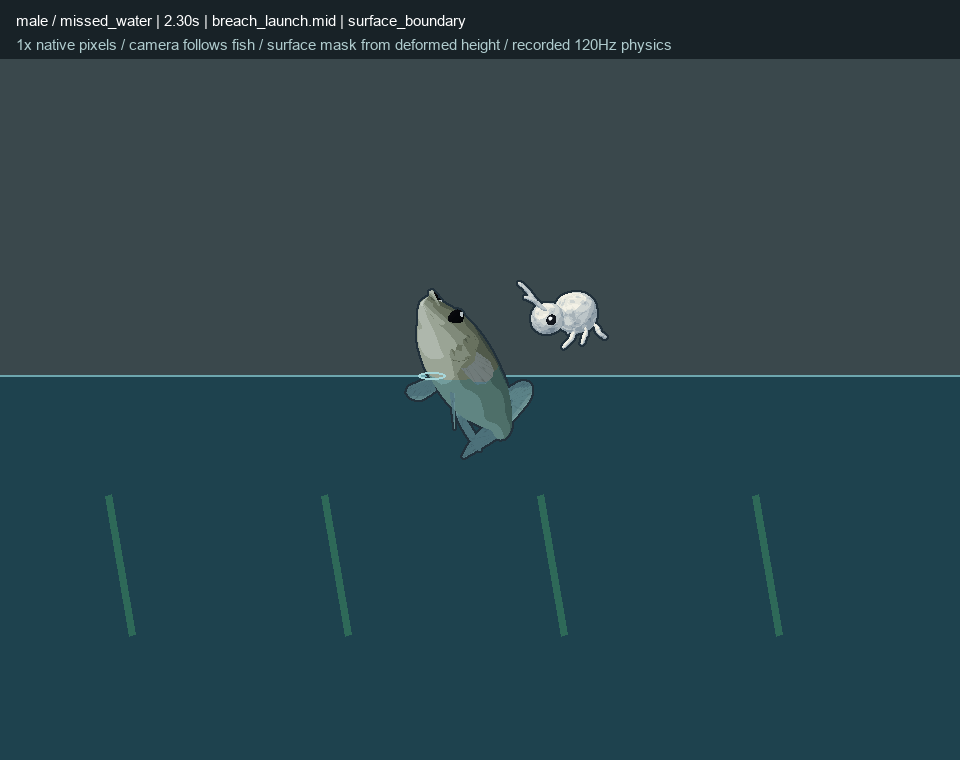 male / missed_water | 2.30s | breach_launch.mid | surface_boundary
1x native pixels / camera follows fish / surface mask from deformed height / recorded 120Hz physics